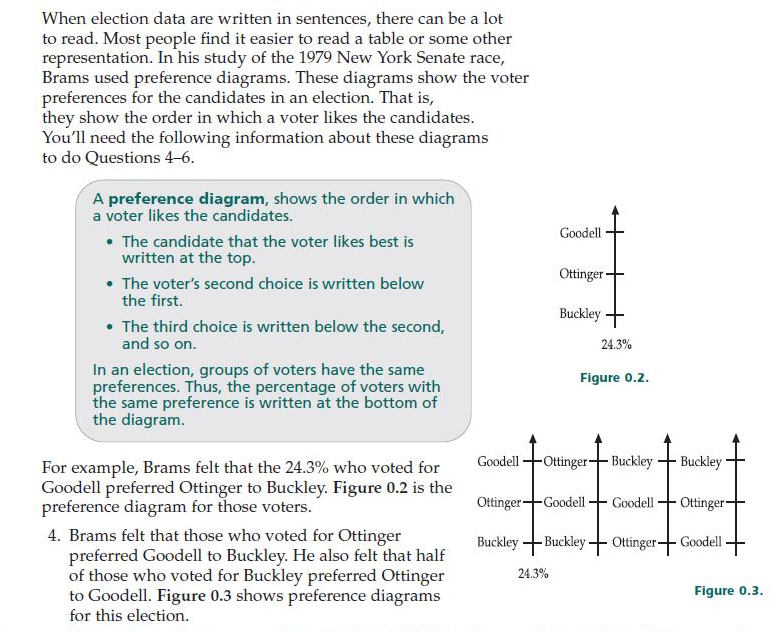 When election data are written in sentences, there can be a lot
to read. Most people find it easier to read a table or some other
representation. In his study of the 1979 New York Senate race,
Brams used preference diagrams. These diagrams show the voter
preferences for the candidates in an election. That is,
they show the order in which a voter likes the candidates.
You'll need the following information about these diagrams
to do Questions 4–6.
A preference diagram, shows the order in which
a voter likes the candidates.
• The candidate that the voter likes best is
written at the top.
• The voter's second choice is written below
the first.
• The third choice is written below the second,
and so on.
In an election, groups of voters have the same
preferences. Thus, the percentage of voters with
the same preference is written at the bottom of
the diagram.
Goodell
Ottinger
Buckley
24.3%
Figure 0.2.
For example, Brams felt that the 24.3% who voted for
Goodell preferred Ottinger to Buckley. Figure 0.2 is the
preference diagram for those voters.
4. Brams felt that those who voted for Ottinger
preferred Goodell to Buckley. He also felt that half
of those who voted for Buckley preferred Ottinger
to Goodell. Figure 0.3 shows preference diagrams
for this election.
Goodell Ottinger Buckley Buckley
Ottinger Goodell Goodell Ottinger
Buckley Buckley Ottinger Goodell
24.3%
Figure 0.3.